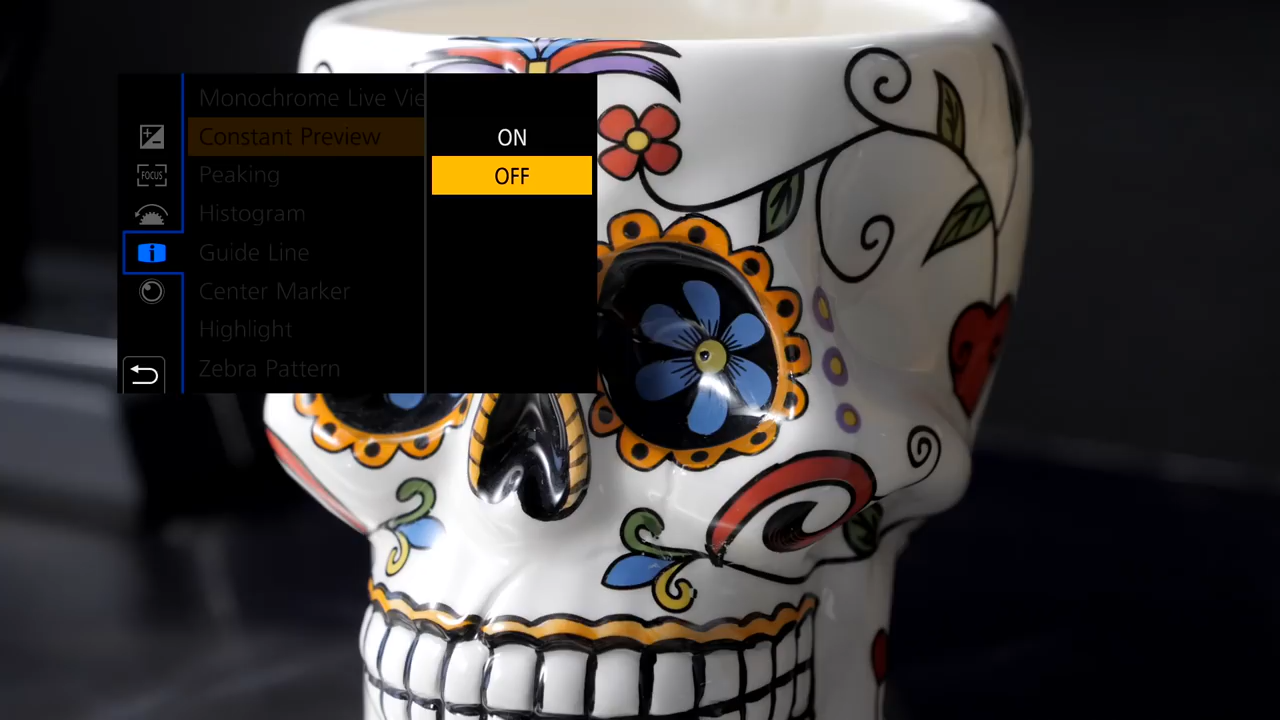 Monochrome Live Vie
Constant Preview
ON
Peaking
OFF
FOCUS
Histogram
Guide Line
Center Marker
Highlight
Zebra Pattern